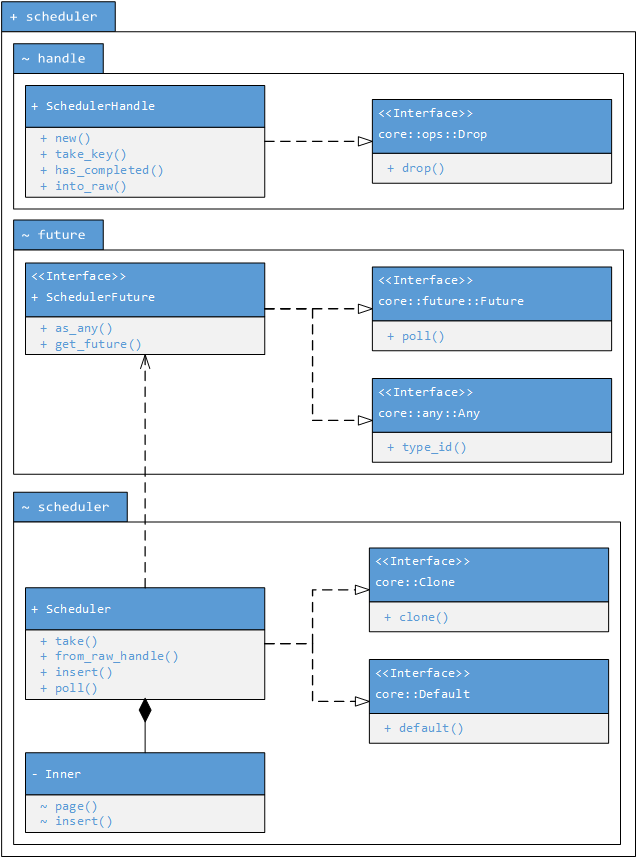 + scheduler
~ handle
+ SchedulerHandle
+ new()
+ take_key()
+ has_completed()
+ into_raw()
<<Interface>>
core::ops::Drop
+ drop()
~ future
<<Interface>>
+ SchedulerFuture
+ as_any()
+ get_future()
<<Interface>>
core::future::Future
+ poll()
<<Interface>>
core::any::Any
+ type_id()
~ scheduler
+ Scheduler
+ take()
+ from_raw_handle()
+ insert()
+ poll()
<<Interface>>
core::Clone
+ clone()
<<Interface>>
core::Default
+ default()
- Inner
~ page()
~ insert()